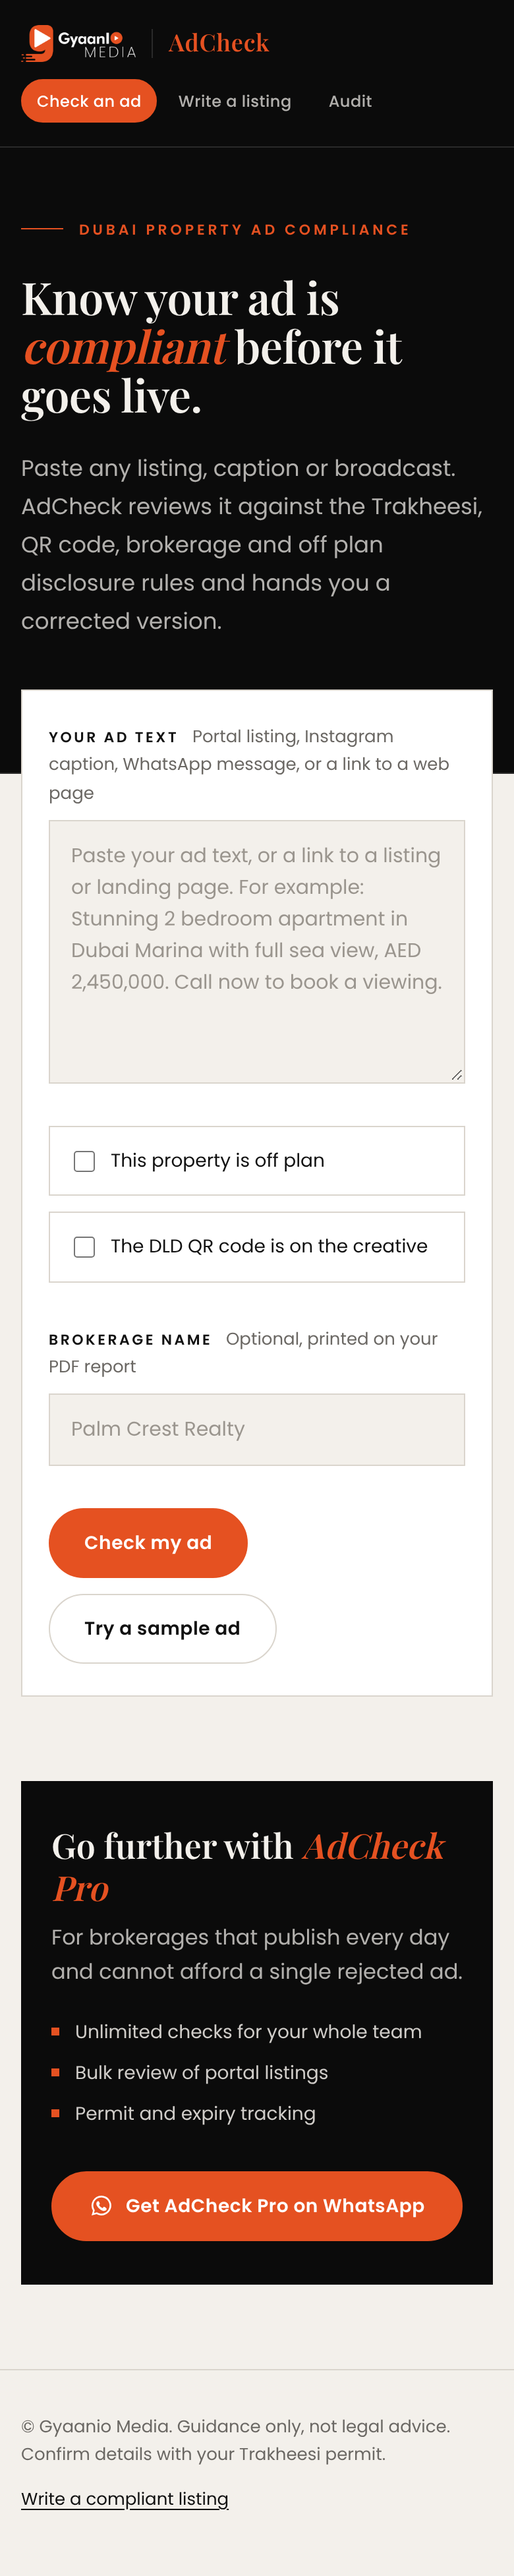 Gyaanio
MEDIA
AdCheck
Check an ad
Write a listing
Audit
DUBAI PROPERTY AD COMPLIANCE
Know your ad is
compliant before it
goes live.
Paste any listing, caption or broadcast.
AdCheck reviews it against the Trakheesi,
QR code, brokerage and off plan
disclosure rules and hands you a
corrected version.
YOUR AD TEXT Portal listing, Instagram
caption, WhatsApp message, or a link to a web
page
Paste your ad text, or a link to a listing
or landing page. For example:
Stunning 2 bedroom apartment in
Dubai Marina with full sea view, AED
2,450,000. Call now to book a viewing.
This property is off plan
The DLD QR code is on the creative
BROKERAGE NAME Optional, printed on your
PDF report
Palm Crest Realty
Check my ad
Try a sample ad
Go further with AdCheck
Pro
For brokerages that publish every day
and cannot afford a single rejected ad.
Unlimited checks for your whole team
Bulk review of portal listings
Permit and expiry tracking
Get AdCheck Pro on WhatsApp
© Gyaanio Media. Guidance only, not legal advice.
Confirm details with your Trakheesi permit.
Write a compliant listing